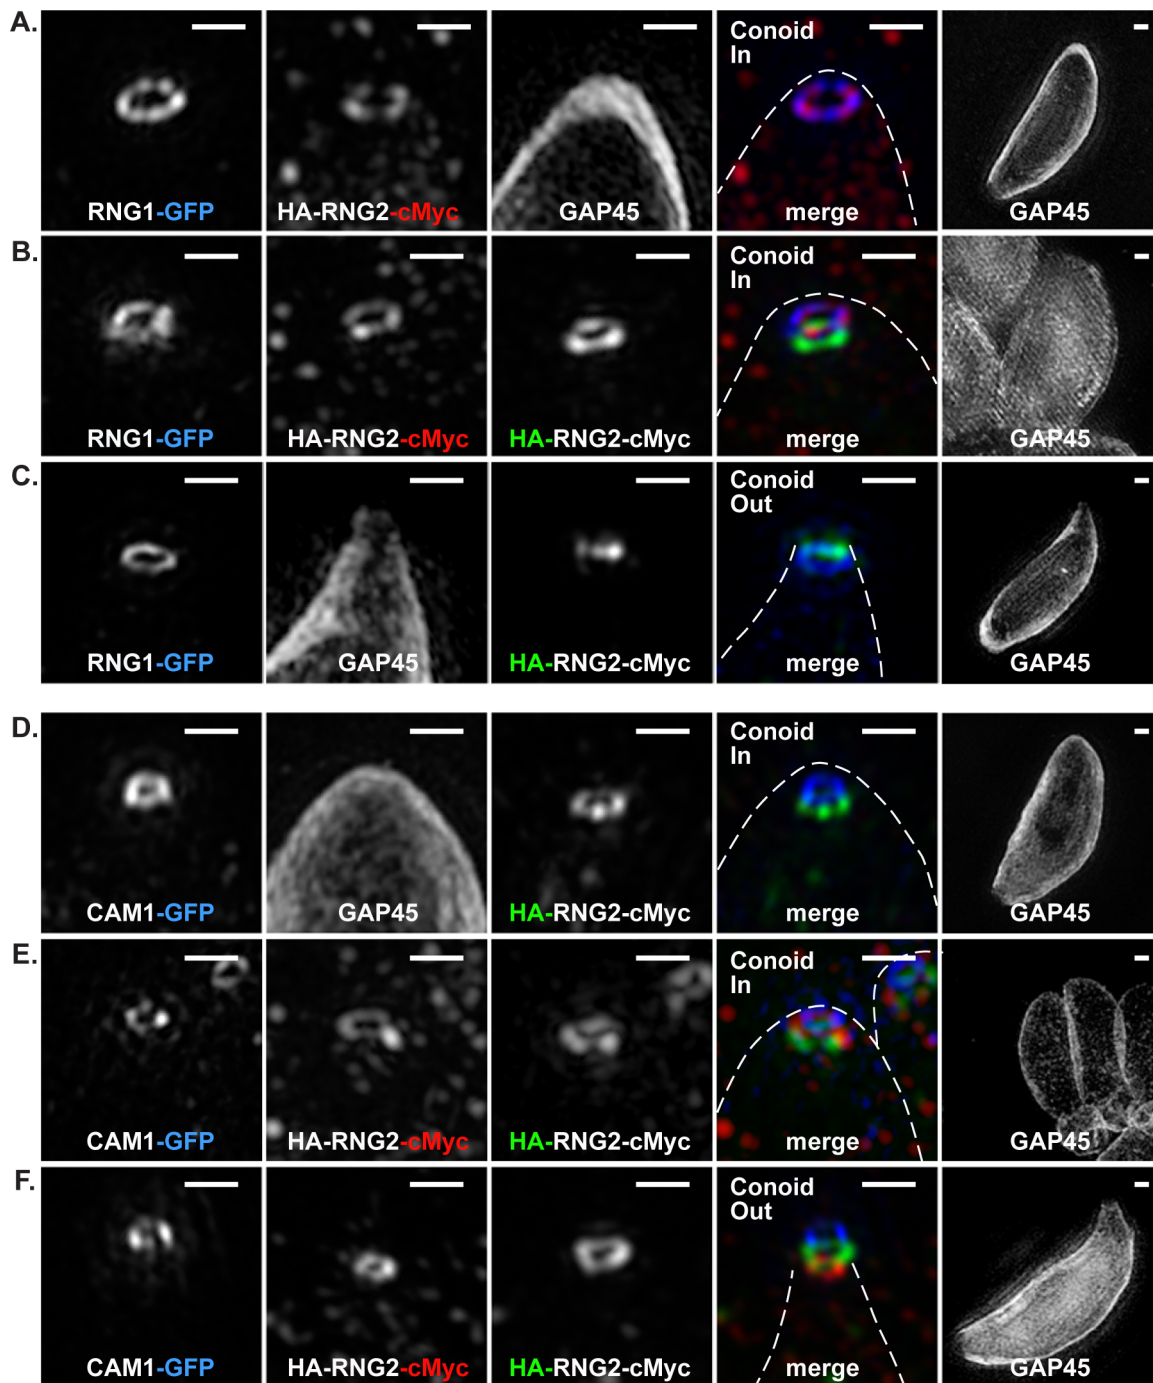 A.
RNG1-GFP
HA-RNG2-cMyc
GAP45
Conoid
In
merge
GAP45
B.
RNG1-GFP
HA-RNG2-cMyc
HA-RNG2-cMyc
Conoid
In
merge
GAP45
C.
RNG1-GFP
GAP45
HA-RNG2-cMyc
Conoid
Out
merge
GAP45
D.
CAM1-GFP
GAP45
HA-RNG2-cMyc
Conoid
In
merge
GAP45
E.
CAM1-GFP
HA-RNG2-cMyc
HA-RNG2-cMyc
Conoid
In
merge
GAP45
F.
CAM1-GFP
HA-RNG2-cMyc
HA-RNG2-cMyc
Conoid
Out
merge
GAP45